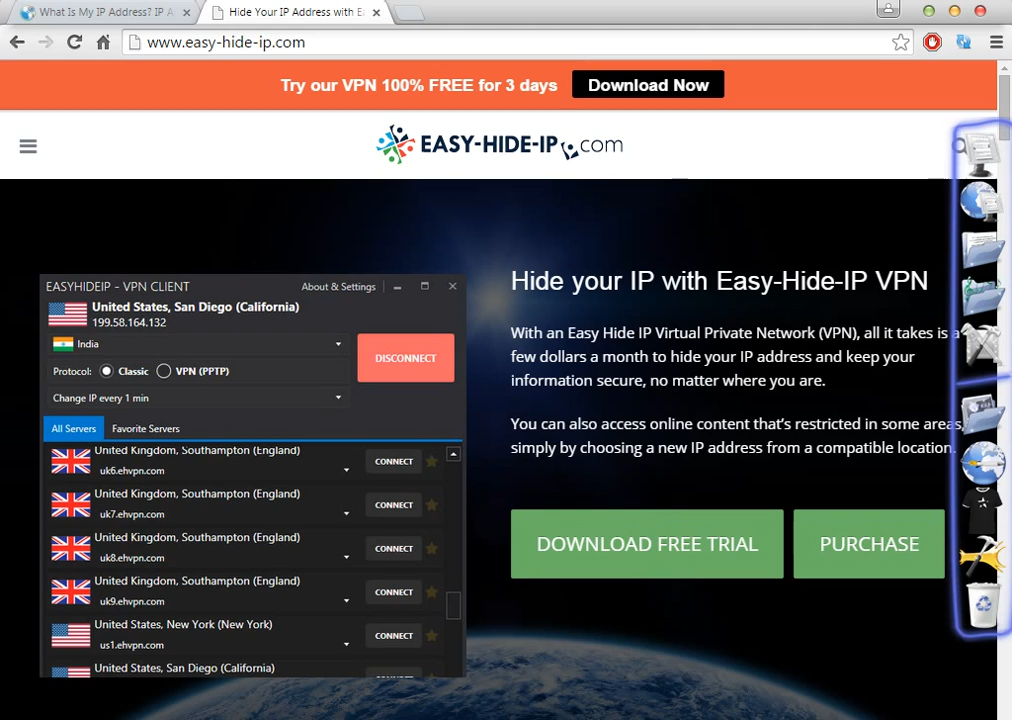 What Is My IP Address? IP A
Hide Your IP Address with E
www.easy-hide-ip.com
Try our VPN 100% FREE for 3 days
Download Now
EASY-HIDE-IP.com
EASYHIDEIP - VPN CLIENT
About & Settings
United States, San Diego (California)
199.58.164.132
India
DISCONNECT
Protocol:
Classic
VPN (PPTP)
Change IP every 1 min
All Servers
Favorite Servers
United Kingdom, Southampton (England)
uk6.ehvpn.com
CONNECT
United Kingdom, Southampton (England)
uk7.ehvpn.com
CONNECT
United Kingdom, Southampton (England)
uk8.ehvpn.com
CONNECT
United Kingdom, Southampton (England)
uk9.ehvpn.com
CONNECT
United States, New York (New York)
us1.ehvpn.com
CONNECT
United States, San Diego (California)
Hide your IP with Easy-Hide-IP VPN
With an Easy Hide IP Virtual Private Network (VPN), all it takes is a
few dollars a month to hide your IP address and keep your
information secure, no matter where you are.
You can also access online content that's restricted in some areas,
simply by choosing a new IP address from a compatible location.
DOWNLOAD FREE TRIAL
PURCHASE